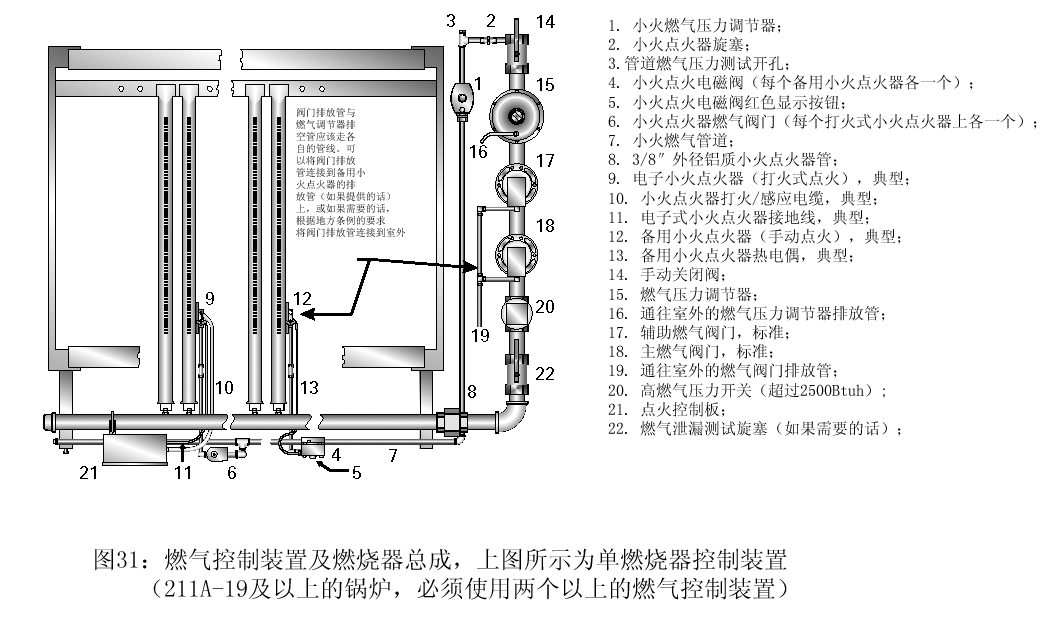 3
2
14
1
15
16
17
18
20
19
22
9
12
10
13
8
21
11
6
4
5
7
阀门排放管与
燃气调节器排
空管应该走各
自的管线。可
以将阀门排放
管连接到备用小
火点火器的排
放管（如果提供的话）
上，或如果需要的话，
根据地方条例的要求
将阀门排放管连接到室外
1. 小火燃气压力调节器；
2. 小火点火器旋塞；
3.管道燃气压力测试开孔；
4. 小火点火电磁阀（每个备用小火点火器各一个）；
5. 小火点火电磁阀红色显示按钮；
6. 小火点火器燃气阀门（每个打火式小火点火器上各一个）；
7. 小火燃气管道；
8. 3/8″外径铝质小火点火器管；
9. 电子小火点火器（打火式点火），典型；
10. 小火点火器打火/感应电缆，典型；
11. 电子式小火点火器接地线，典型；
12. 备用小火点火器（手动点火），典型；
13. 备用小火点火器热电偶，典型；
14. 手动关闭阀；
15. 燃气压力调节器；
16. 通往室外的燃气压力调节器排放管；
17. 辅助燃气阀门，标准；
18. 主燃气阀门，标准；
19. 通往室外的燃气阀门排放管；
20. 高燃气压力开关（超过2500Btuh）;
21. 点火控制板；
22. 燃气泄漏测试旋塞（如果需要的话）；
图31：燃气控制装置及燃烧器总成，上图所示为单燃烧器控制装置
（211A-19及以上的锅炉，必须使用两个以上的燃气控制装置）